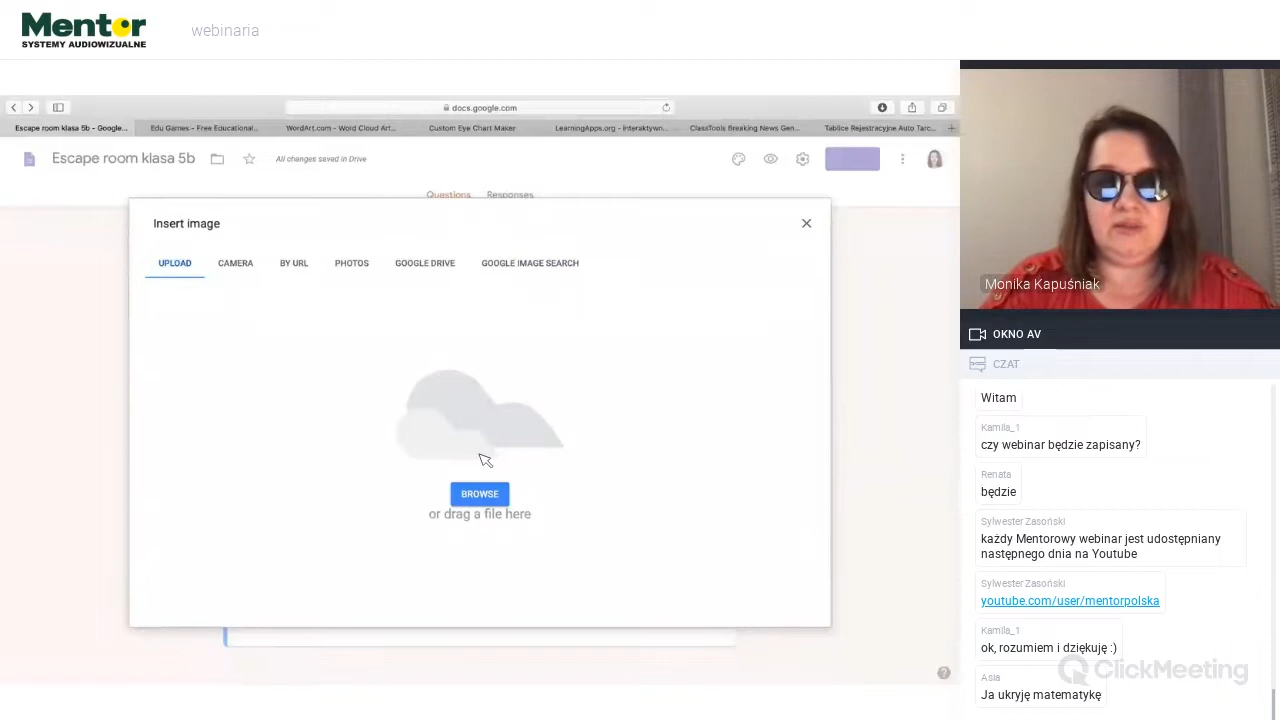 Mentor
SYSTEMY AUDIOWIZUALNE
webinaria
docs.google.com
Escape room klasa 5b - Google...
Edu Games - Free Educational...
WordArt.com - Word Cloud Art...
Custom Eye Chart Maker
LearningApps.org - interaktywn...
ClassTools Breaking News Gen...
Tablice Rejestracyjne Auto Tarc...
Escape room klasa 5b
All changes saved in Drive
Questions
Responses
Insert image
UPLOAD
CAMERA
BY URL
PHOTOS
GOOGLE DRIVE
GOOGLE IMAGE SEARCH
BROWSE
or drag a file here
Monika Kapuśniak
OKNO AV
CZAT
Witam
Kamila_1
czy webinar będzie zapisany?
Renata
będzie
Sylwester Zasoński
każdy Mentorowy webinar jest udostępniany
następnego dnia na Youtube
Sylwester Zasoński
youtube.com/user/mentorpolska
Kamila_1
ok, rozumiem i dziękuję :)
ClickMeeting
Asia
Ja ukryję matematykę